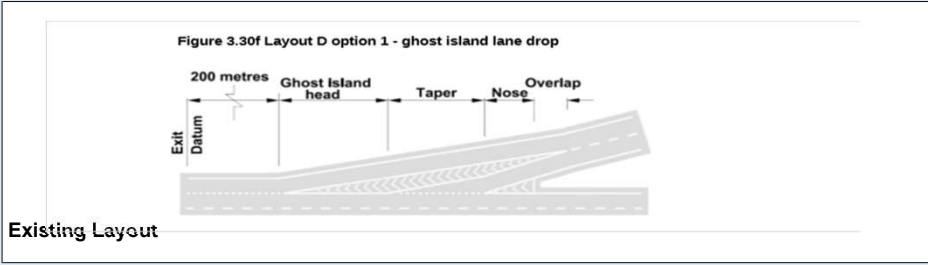 Figure 3.30f Layout D option 1 - ghost island lane drop
200 metres
Ghost Island
head
Taper
Nose
Overlap
Exit
Datum
Existing Layout